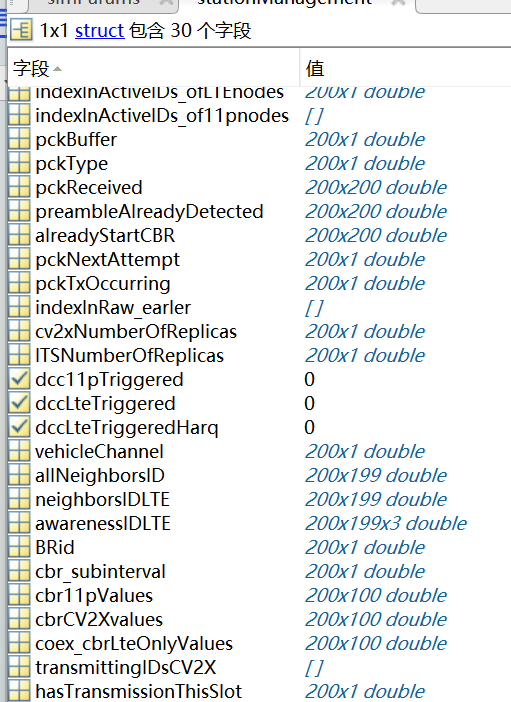 simParams stationManagement
1x1 struct 包含 30 个字段
字段 值
indexInActiveIDs_ofLTEnodes 200x1 double
indexInActiveIDs_of11pnodes [ ]
pckBuffer 200x1 double
pckType 200x1 double
pckReceived 200x200 double
preambleAlreadyDetected 200x200 double
alreadyStartCBR 200x200 double
pckNextAttempt 200x1 double
pckTxOccurring 200x1 double
indexInRaw_earler [ ]
cv2xNumberOfReplicas 200x1 double
ITSNumberOfReplicas 200x1 double
dcc11pTriggered 0
dccLteTriggered 0
dccLteTriggeredHarq 0
vehicleChannel 200x1 double
allNeighborsID 200x199 double
neighborsIDLTE 200x199 double
awarenessIDLTE 200x199x3 double
BRid 200x1 double
cbr_subinterval 200x1 double
cbr11pValues 200x100 double
cbrCV2Xvalues 200x100 double
coex_cbrLteOnlyValues 200x100 double
transmittingIDsCV2X [ ]
hasTransmissionThisSlot 200x1 double